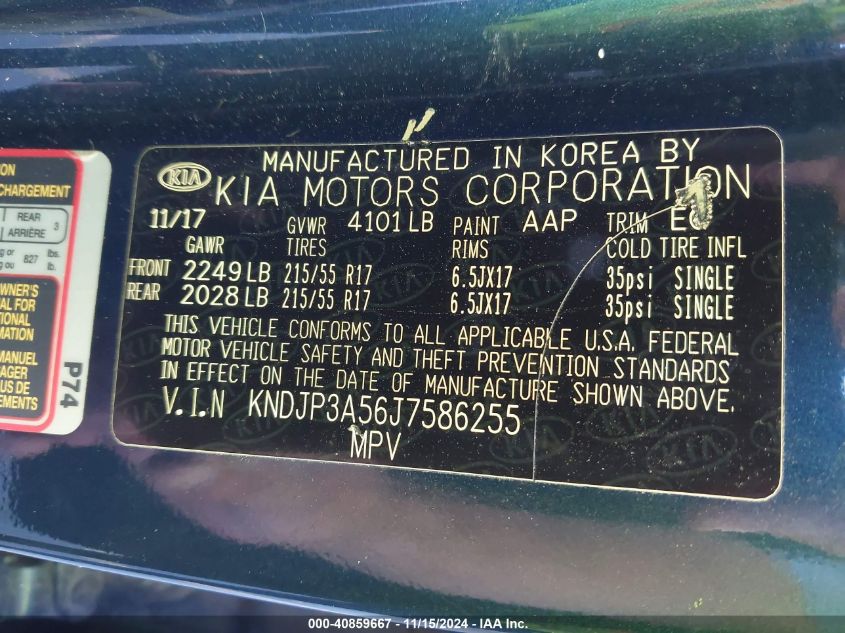 MANUFACTURED IN KOREA BY
KIA KIA MOTORS CORPORATION
11/17 GVWR 4101 LB PAINT AAP TRIM
GAWR TIRES RIMS COLD TIRE INFL
FRONT 2249 LB 215/55 R17 6.5JX17 35psi SINGLE
REAR 2028 LB 215/55 R17 6.5JX17 35psi SINGLE
THIS VEHICLE CONFORMS TO ALL APPLICABLE U.S.A. FEDERAL
MOTOR VEHICLE SAFETY AND THEFT PREVENTION STANDARDS
IN EFFECT ON THE DATE OF MANUFACTURE SHOWN ABOVE.
V.I.N KNDJP3A56J7586255
MPV
CHARGEMENT
REAR 3
ARRIÈRE
827 lbs.
lb.
P74
000-40859667 - 11/15/2024 - IAA Inc.